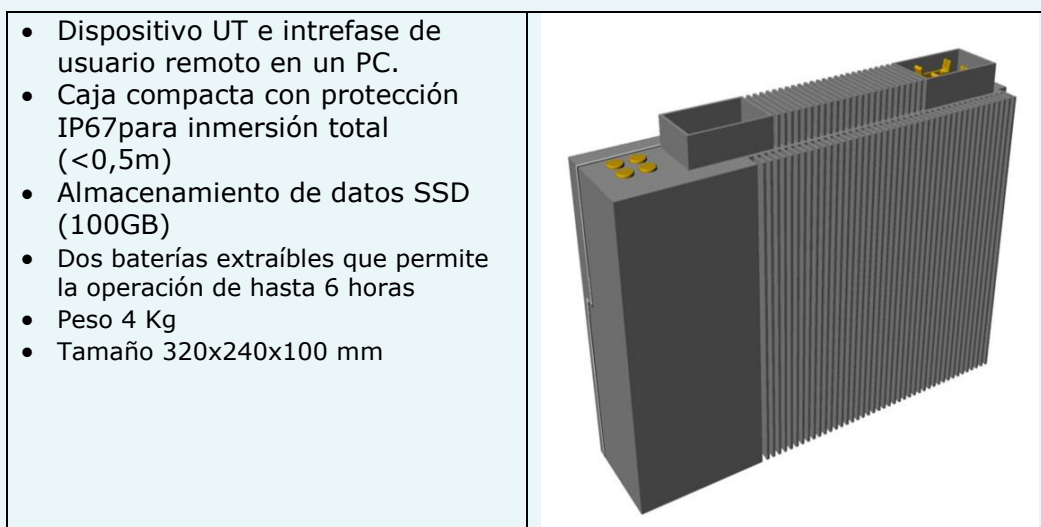 • Dispositivo UT e intrefase de
usuario remoto en un PC.
• Caja compacta con protección
IP67para inmersión total
(<0,5m)
• Almacenamiento de datos SSD
(100GB)
• Dos baterías extraíbles que permite
la operación de hasta 6 horas
• Peso 4 Kg
• Tamaño 320x240x100 mm